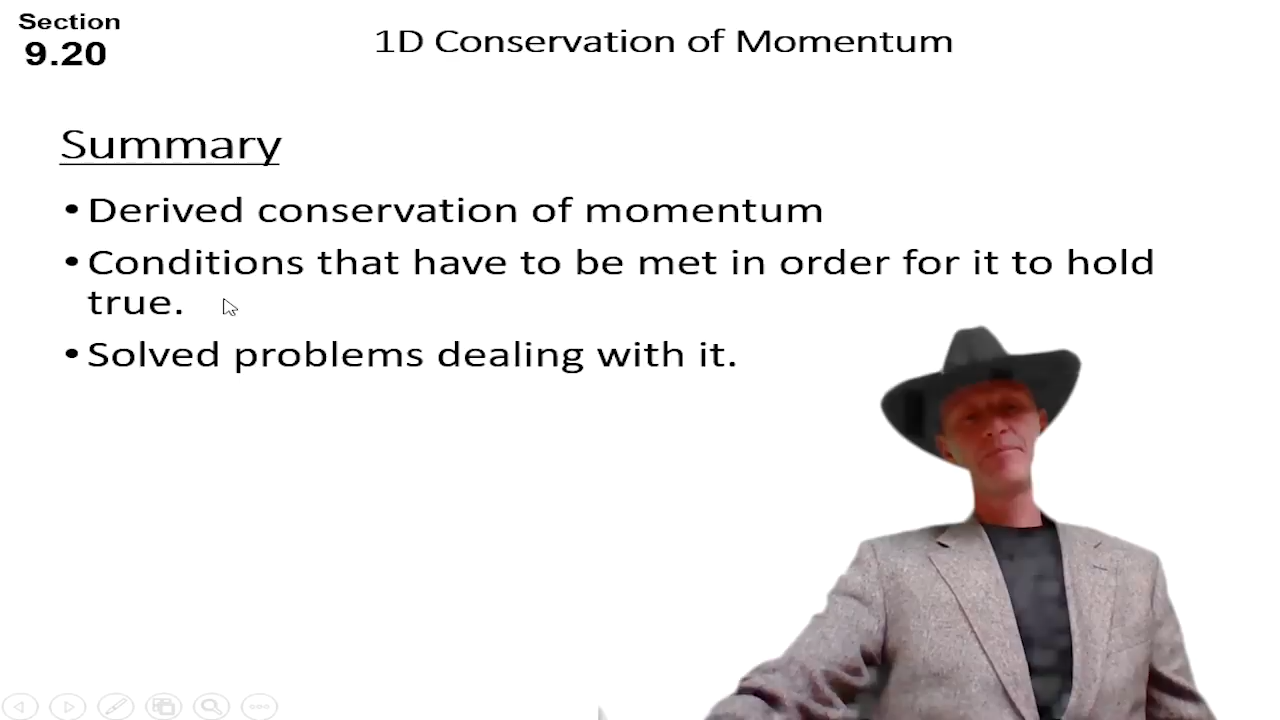 Section
9.20
1D Conservation of Momentum
Summary
• Derived conservation of momentum
• Conditions that have to be met in order for it to hold
true.
• Solved problems dealing with it.